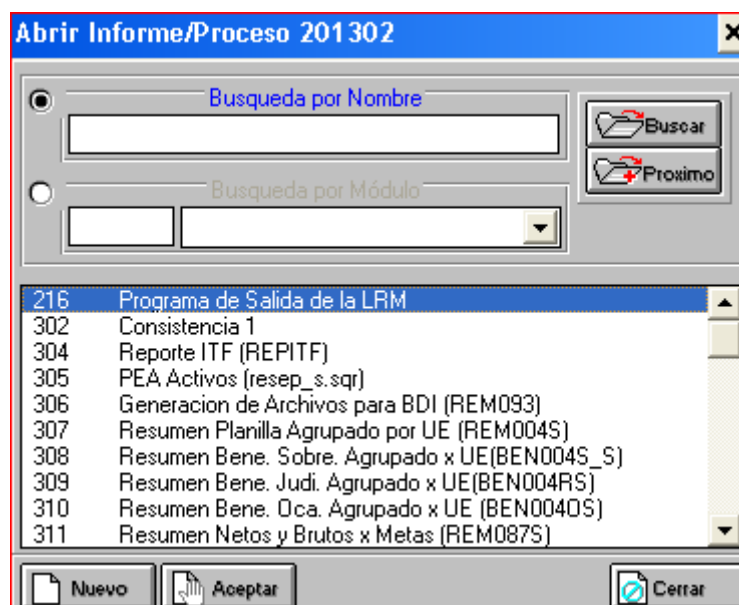 Abrir Informe/Proceso 201302
Busqueda por Nombre
Buscar
Proximo
Busqueda por Módulo
216 Programa de Salida de la LRM
302 Consistencia 1
304 Reporte ITF (REPITF)
305 PEA Activos (resep_s.sqr)
306 Generacion de Archivos para BDI (REM093)
307 Resumen Planilla Agrupado por UE (REM004S)
308 Resumen Bene. Sobre. Agrupado x UE(BEN004S_S)
309 Resumen Bene. Judi. Agrupado x UE(BEN004RS)
310 Resumen Bene. Oca. Agrupado x UE (BEN004OS)
311 Resumen Netos y Brutos x Metas (REM087S)
Nuevo Aceptar Cerrar